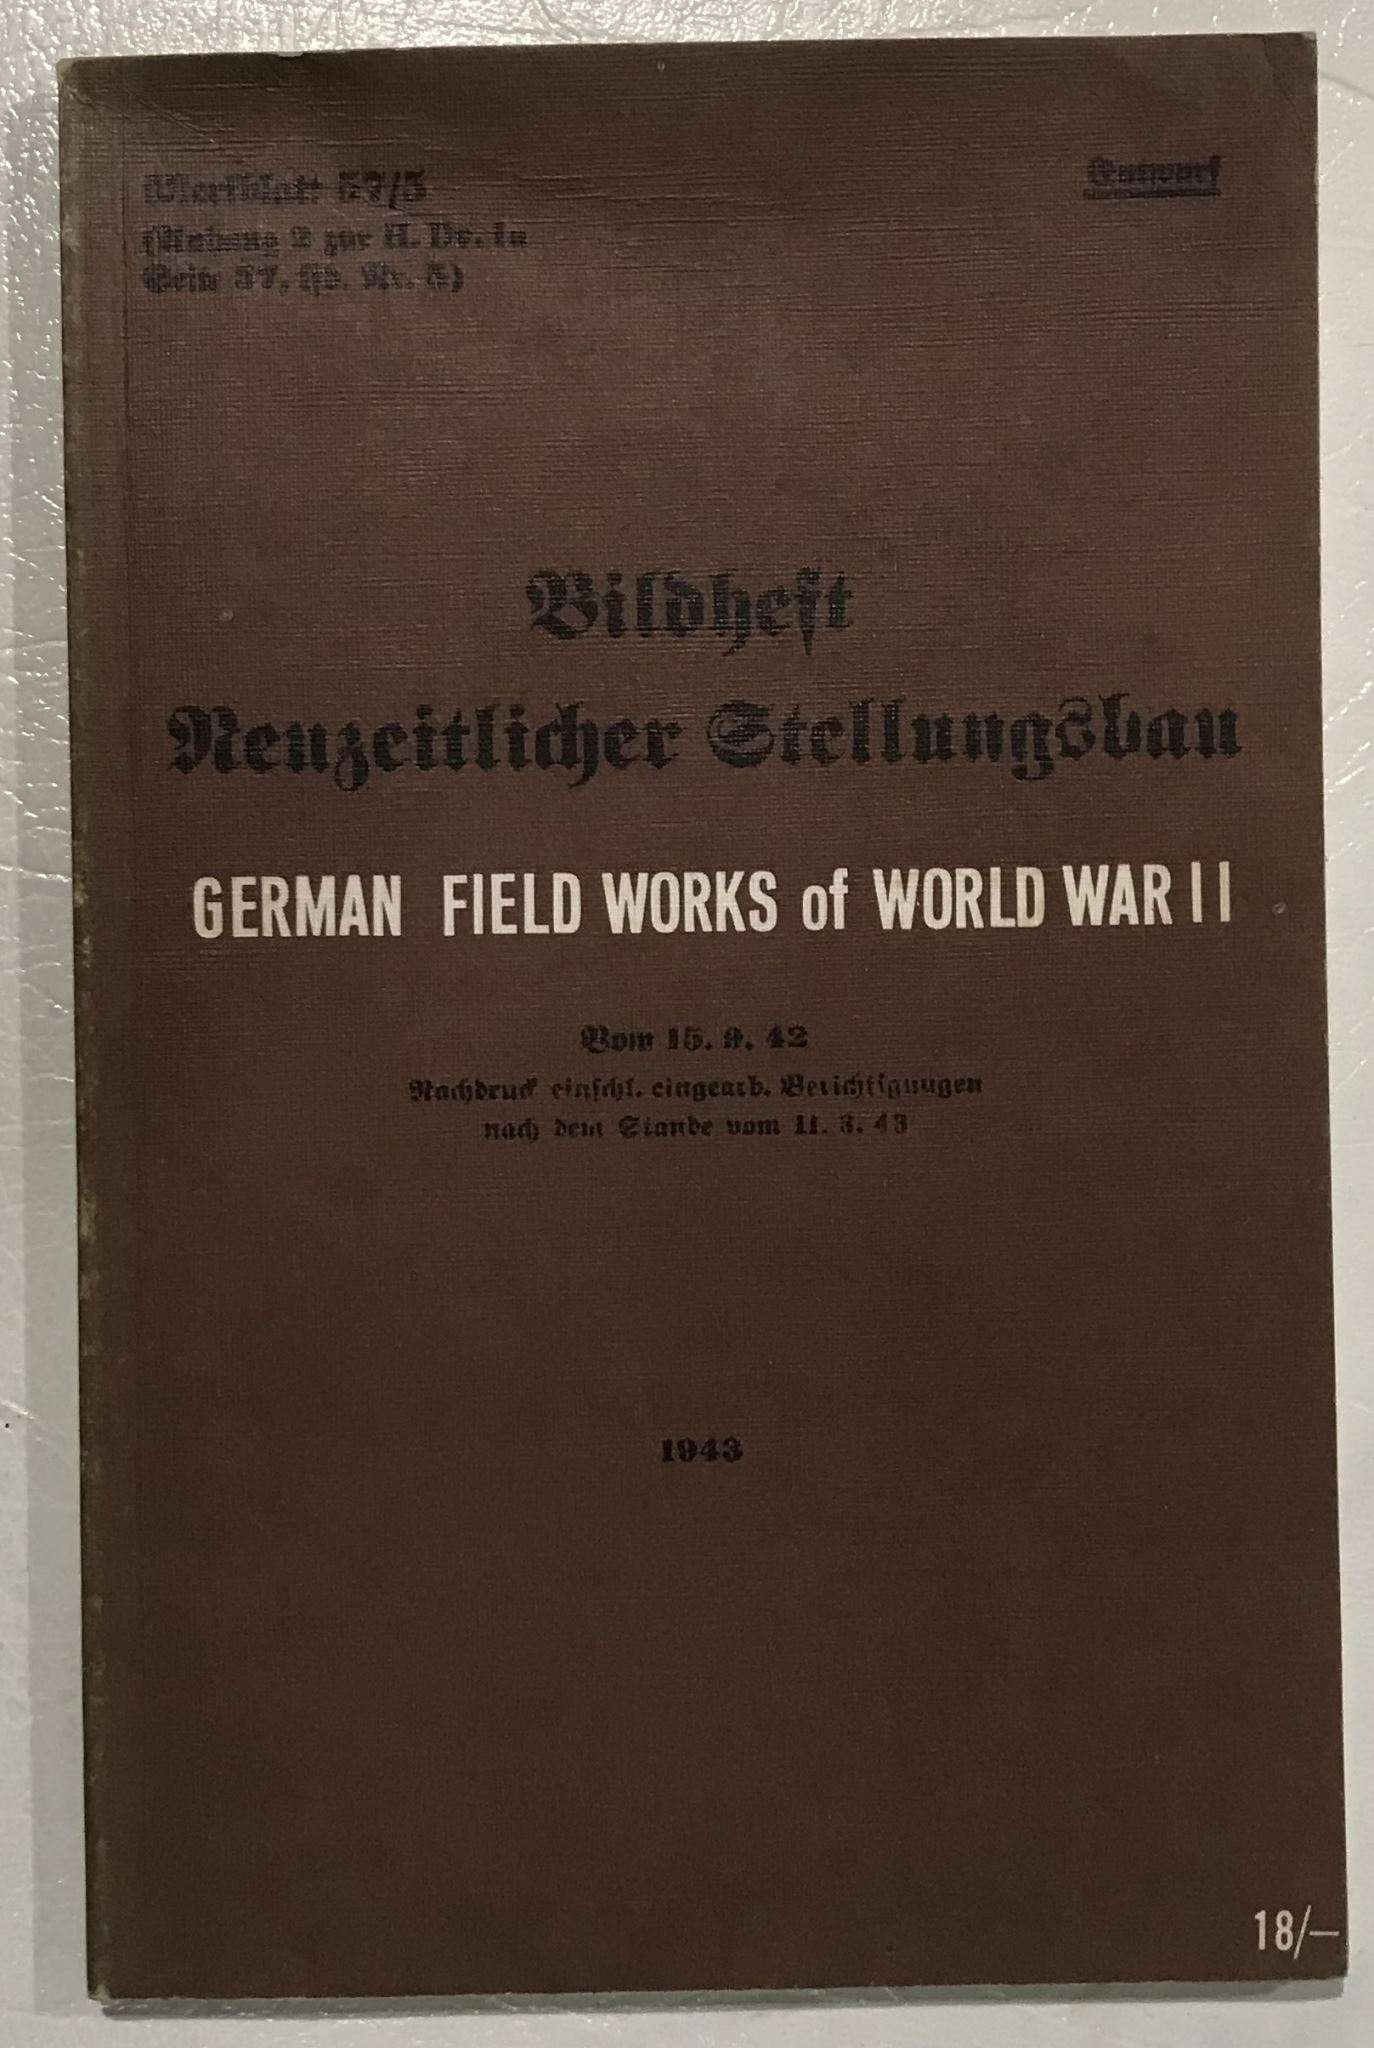 Merkblatt 57/5
(Anhang 2 zur H. Dv. 1a
Seite 57, lfd. Nr. 5)
Entwurf
Bildheft
Neuzeitlicher Stellungsbau
GERMAN FIELD WORKS of WORLD WAR II
Vom 15. 9. 42
Nachdruck einschl. eingearb. Berichtigungen
nach dem Stande vom 11. 3. 43
1943
18/—